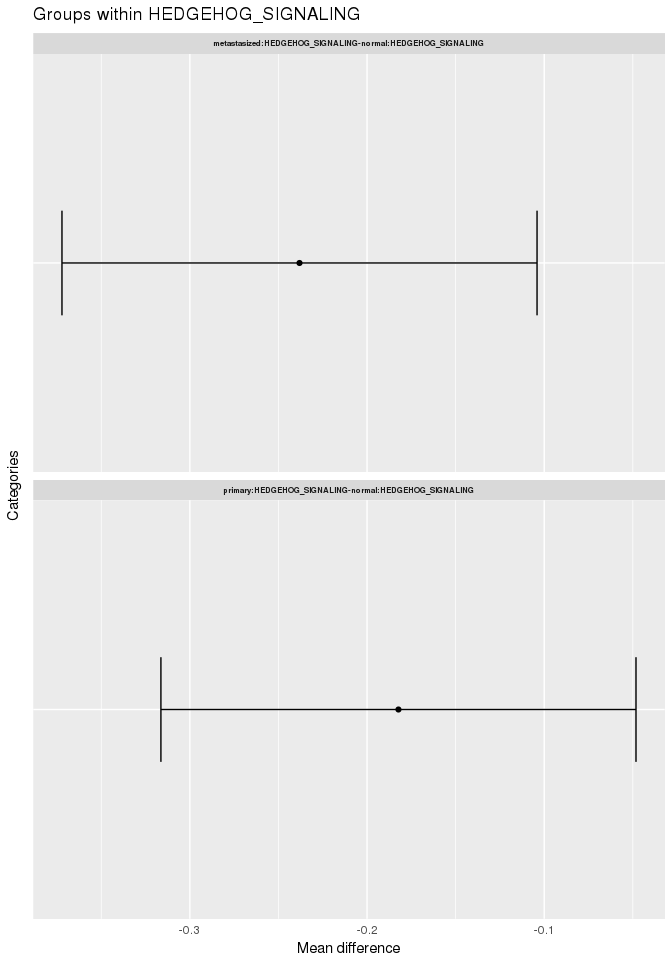 Groups within HEDGEHOG_SIGNALING
metastasized:HEDGEHOG_SIGNALING-normal:HEDGEHOG_SIGNALING
Categories
primary:HEDGEHOG_SIGNALING-normal:HEDGEHOG_SIGNALING
-0.3 -0.2 -0.1
Mean difference